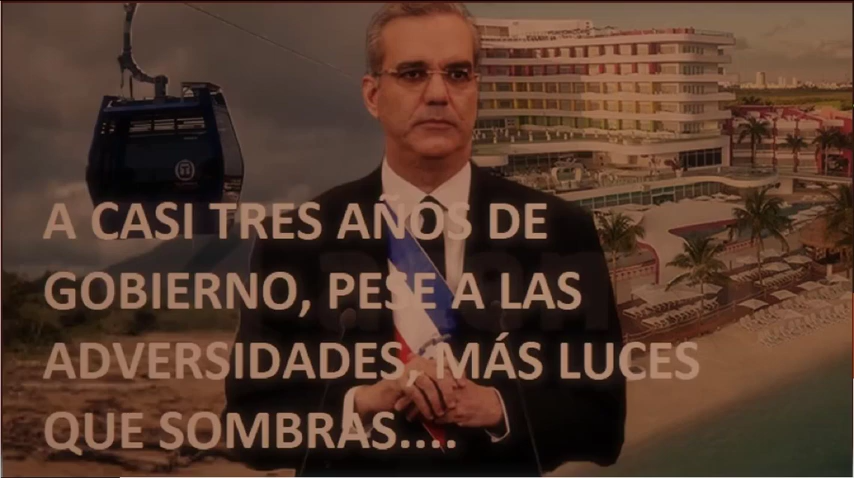 A CASI TRES AÑOS DE
GOBIERNO, PESE A LAS
ADVERSIDADES, MÁS LUCES
QUE SOMBRAS....